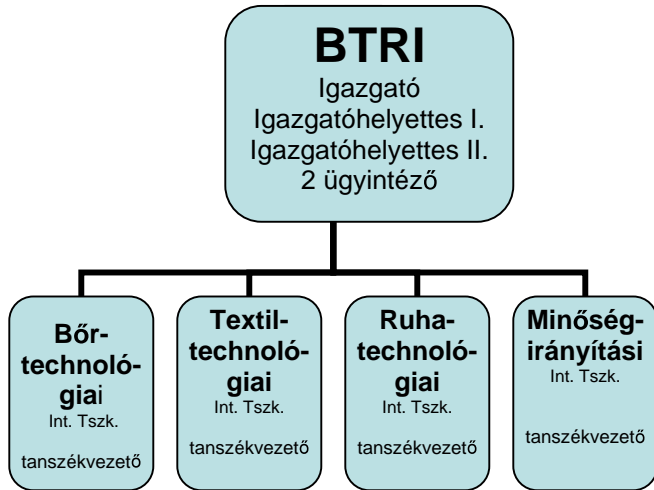 BTRI
Igazgató
Igazgatóhelyettes I.
Igazgatóhelyettes II.
2 ügyintéző
Bőr-
technoló-
giai
Int. Tszk.
tanszékvezető
Textil-
technoló-
giai
Int. Tszk.
tanszékvezető
Ruha-
technoló-
giai
Int. Tszk.
tanszékvezető
Minőség-
irányítási
Int. Tszk.
tanszékvezető